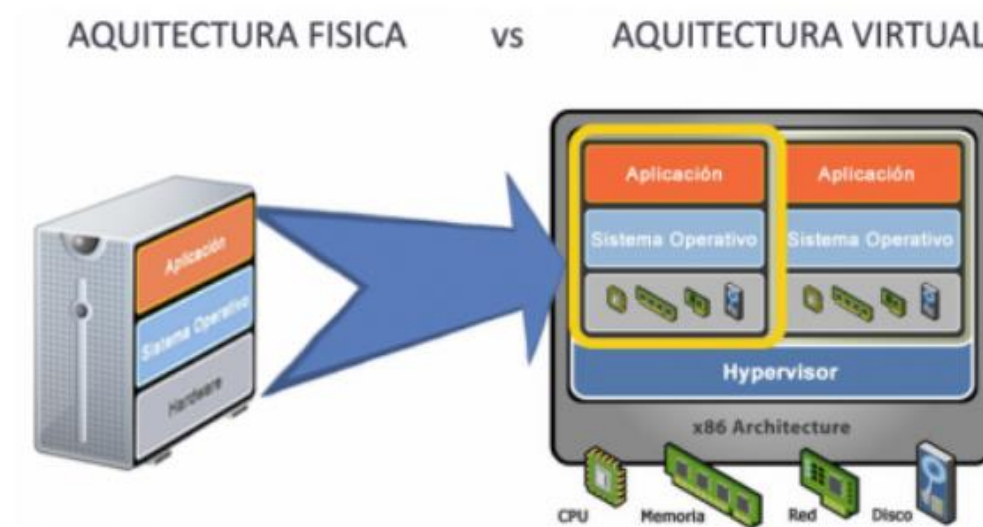 AQUITECTURA FISICA vs AQUITECTURA VIRTUAL
Aplicación
Sistema Operativo
Hardware
Aplicación Aplicación
Sistema Operativo Sistema Operativo
Hypervisor
x86 Architecture
CPU Memoria Red Disco